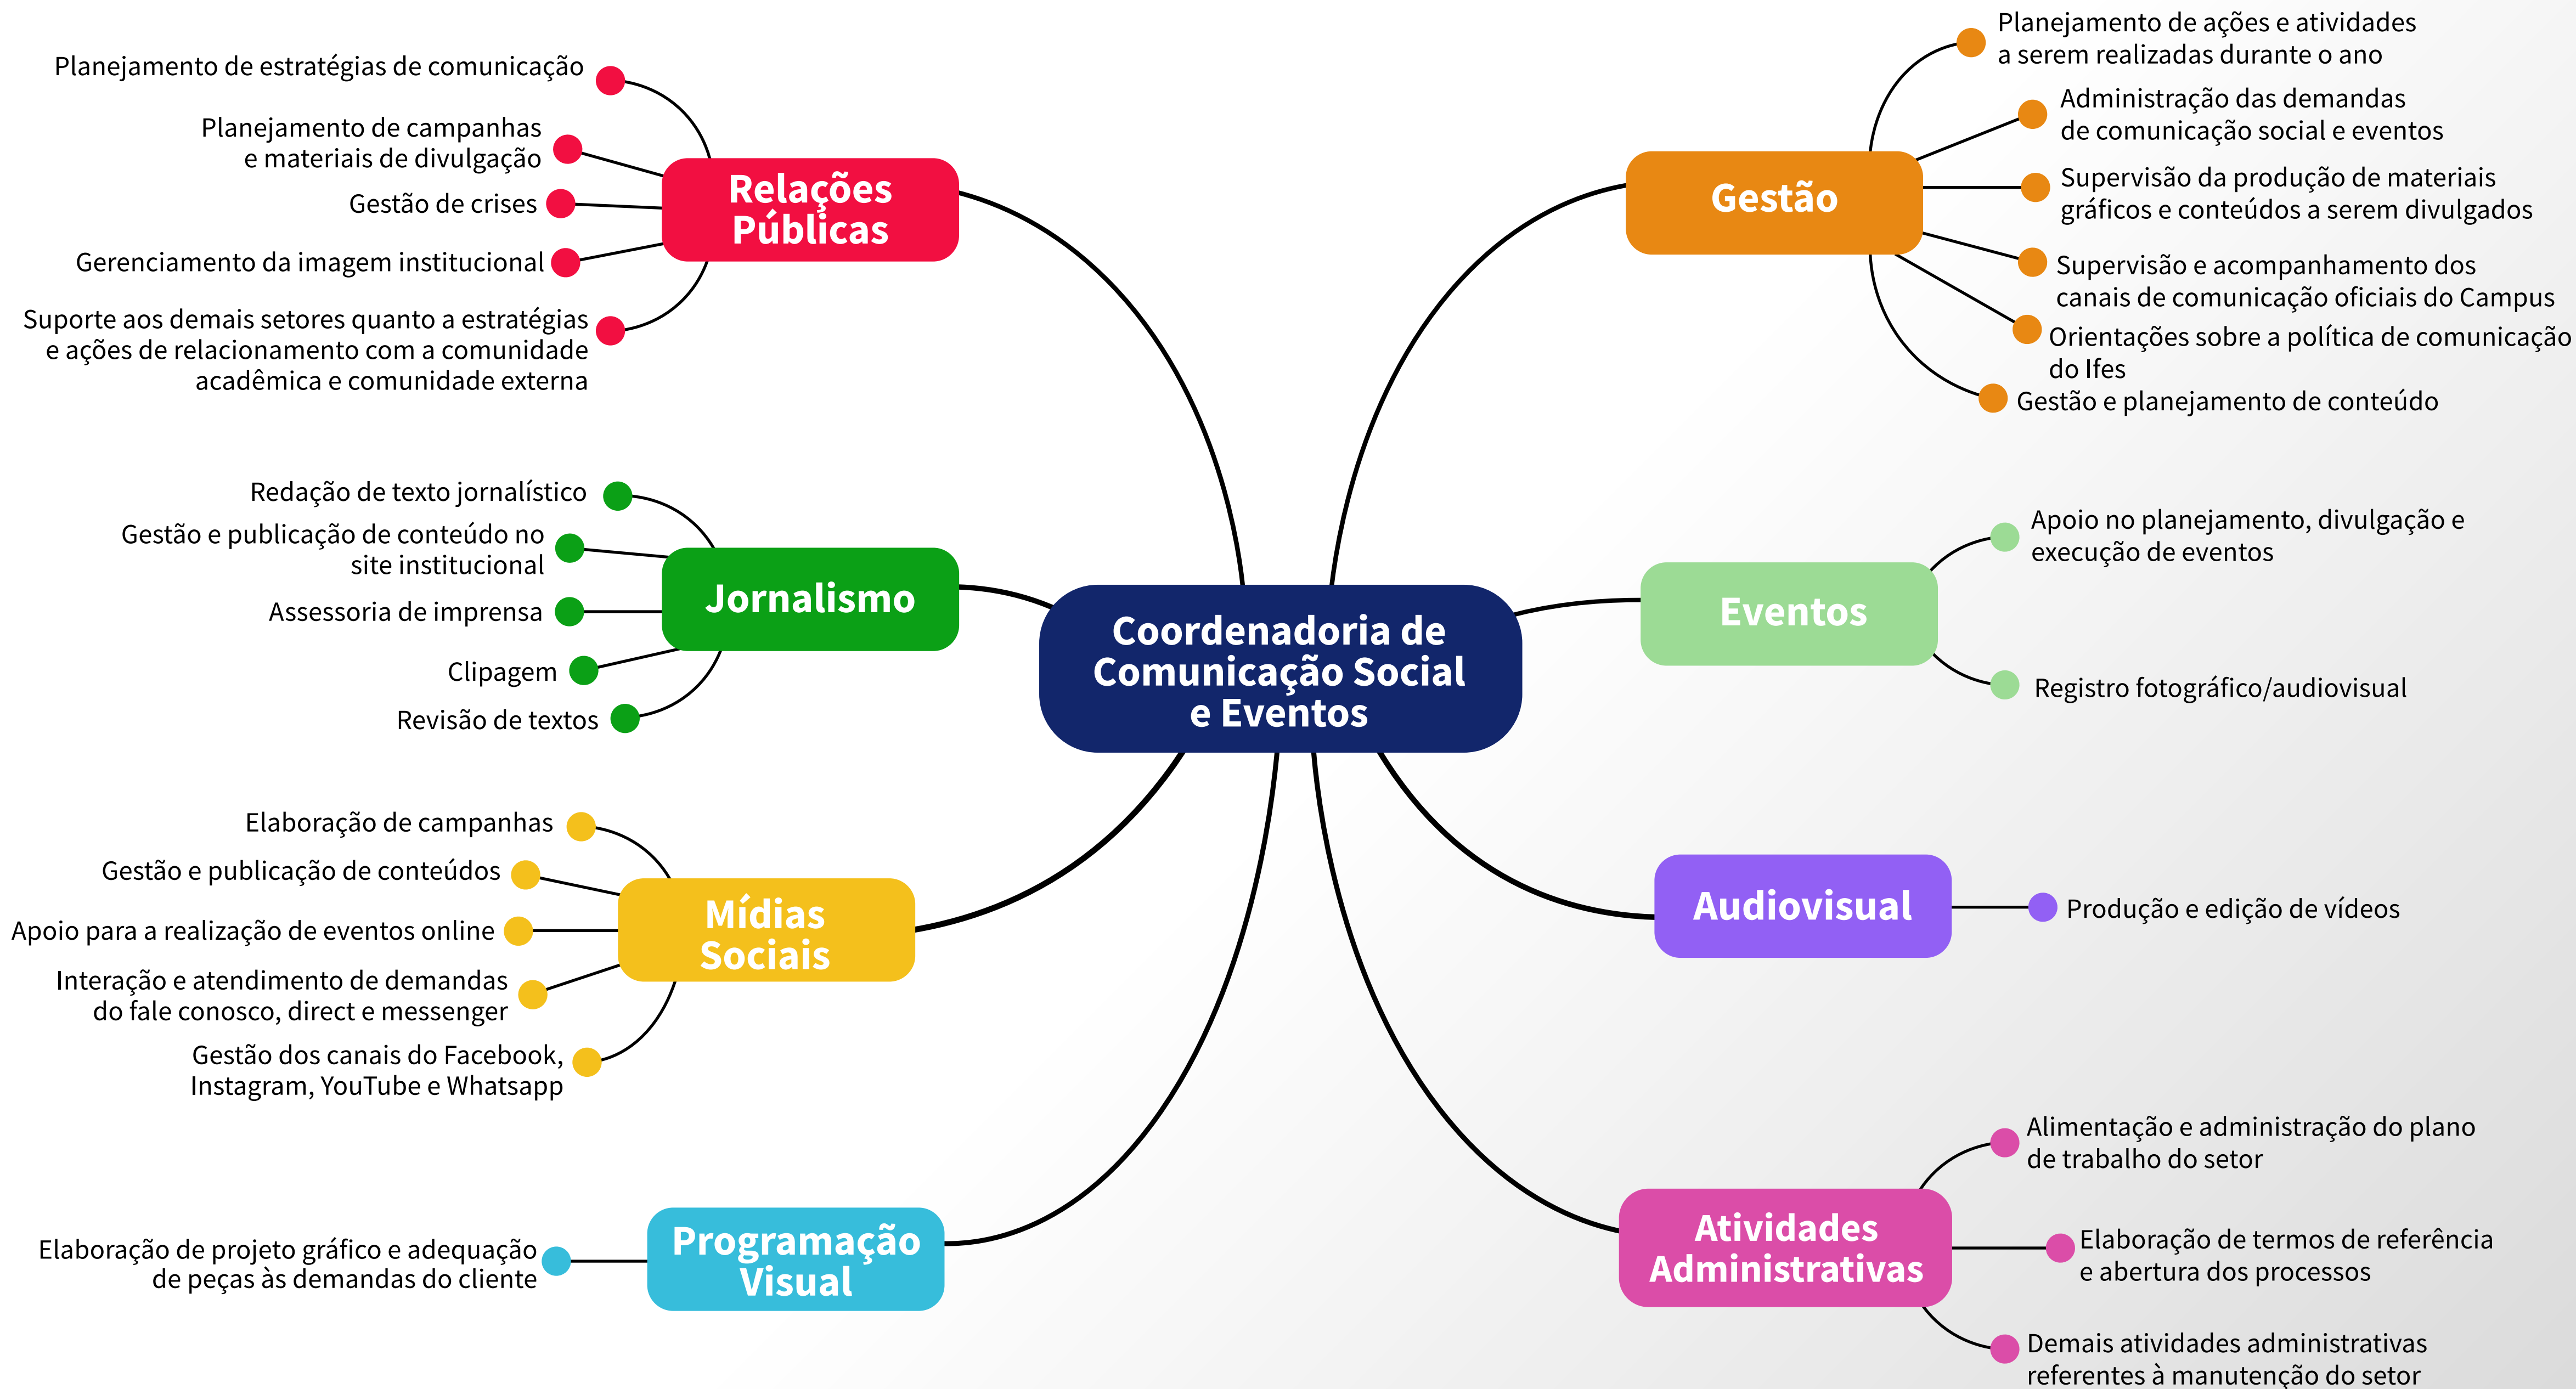 Planejamento de estratégias de comunicação
Planejamento de campanhas
e materiais de divulgação
Gestão de crises
Gerenciamento da imagem institucional
Suporte aos demais setores quanto a estratégias
e ações de relacionamento com a comunidade
acadêmica e comunidade externa
Relações
Públicas
Redação de texto jornalístico
Gestão e publicação de conteúdo no
site institucional
Assessoria de imprensa
Clipagem
Revisão de textos
Jornalismo
Elaboração de campanhas
Gestão e publicação de conteúdos
Apoio para a realização de eventos online
Interação e atendimento de demandas
do fale conosco, direct e messenger
Gestão dos canais do Facebook,
Instagram, YouTube e Whatsapp
Mídias
Sociais
Elaboração de projeto gráfico e adequação
de peças às demandas do cliente
Programação
Visual
Coordenadoria de
Comunicação Social
e Eventos
Gestão
Planejamento de ações e atividades
a serem realizadas durante o ano
Administração das demandas
de comunicação social e eventos
Supervisão da produção de materiais
gráficos e conteúdos a serem divulgados
Supervisão e acompanhamento dos
canais de comunicação oficiais do Campus
Orientações sobre a política de comunicação
do Ifes
Gestão e planejamento de conteúdo
Eventos
Apoio no planejamento, divulgação e
execução de eventos
Registro fotográfico/audiovisual
Audiovisual
Produção e edição de vídeos
Atividades
Administrativas
Alimentação e administração do plano
de trabalho do setor
Elaboração de termos de referência
e abertura dos processos
Demais atividades administrativas
referentes à manutenção do setor